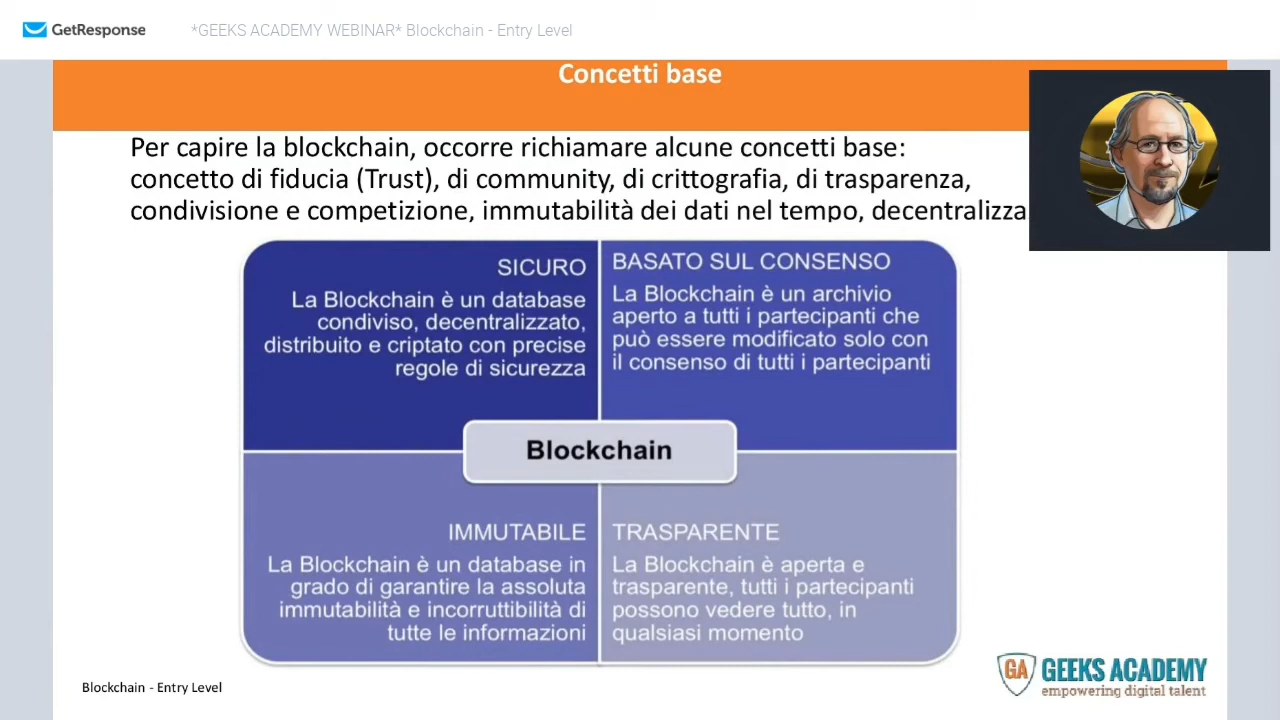 GetResponse
*GEEKS ACADEMY WEBINAR* Blockchain - Entry Level
Concetti base
Per capire la blockchain, occorre richiamare alcune concetti base:
concetto di fiducia (Trust), di community, di crittografia, di trasparenza,
condivisione e competizione, immutabilità dei dati nel tempo, decentralizza
SICURO
La Blockchain è un database
condiviso, decentralizzato,
distribuito e criptato con precise
regole di sicurezza
BASATO SUL CONSENSO
La Blockchain è un archivio
aperto a tutti i partecipanti che
può essere modificato solo con
il consenso di tutti i partecipanti
Blockchain
IMMUTABILE
La Blockchain è un database in
grado di garantire la assoluta
immutabilità e incorruttibilità di
tutte le informazioni
TRASPARENTE
La Blockchain è aperta e
trasparente, tutti i partecipanti
possono vedere tutto, in
qualsiasi momento
Blockchain - Entry Level
GA GEEKS ACADEMY
empowering digital talent